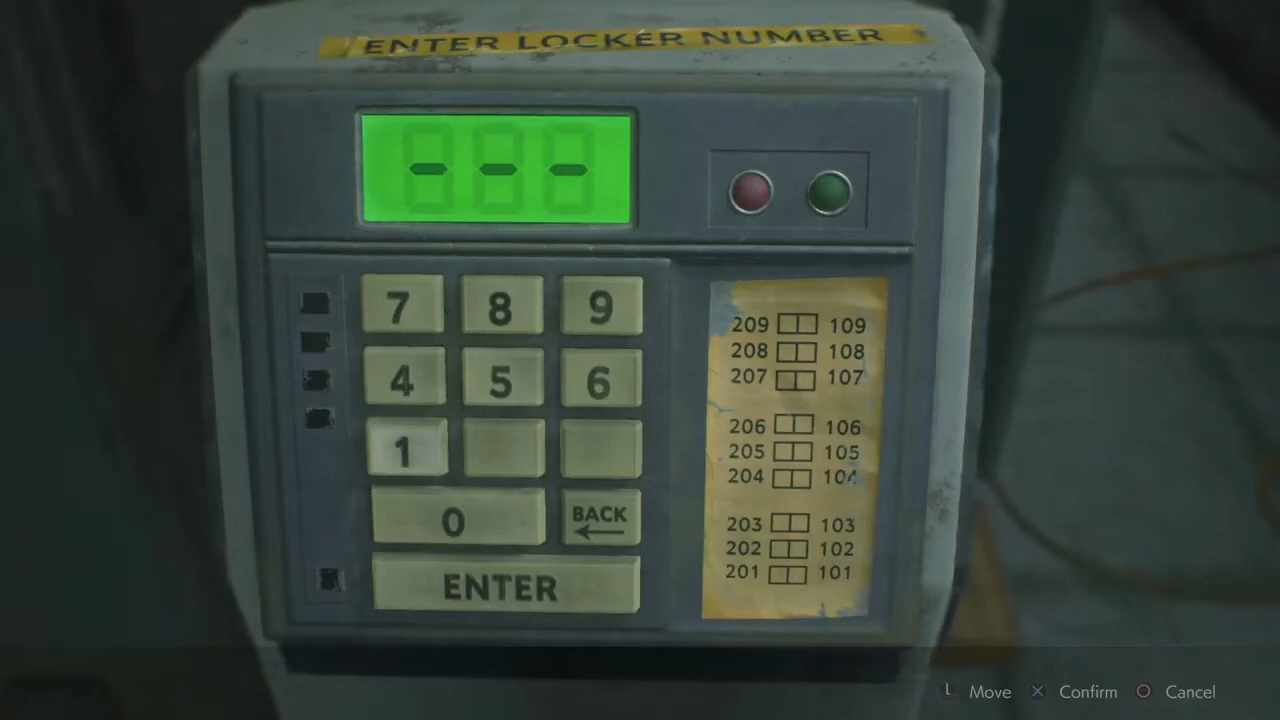 ENTER LOCKER NUMBER
---
7 8 9
4 5 6
1
0 BACK
ENTER
209 109
208 108
207 107
206 106
205 105
204 104
203 103
202 102
201 101
L Move X Confirm O Cancel